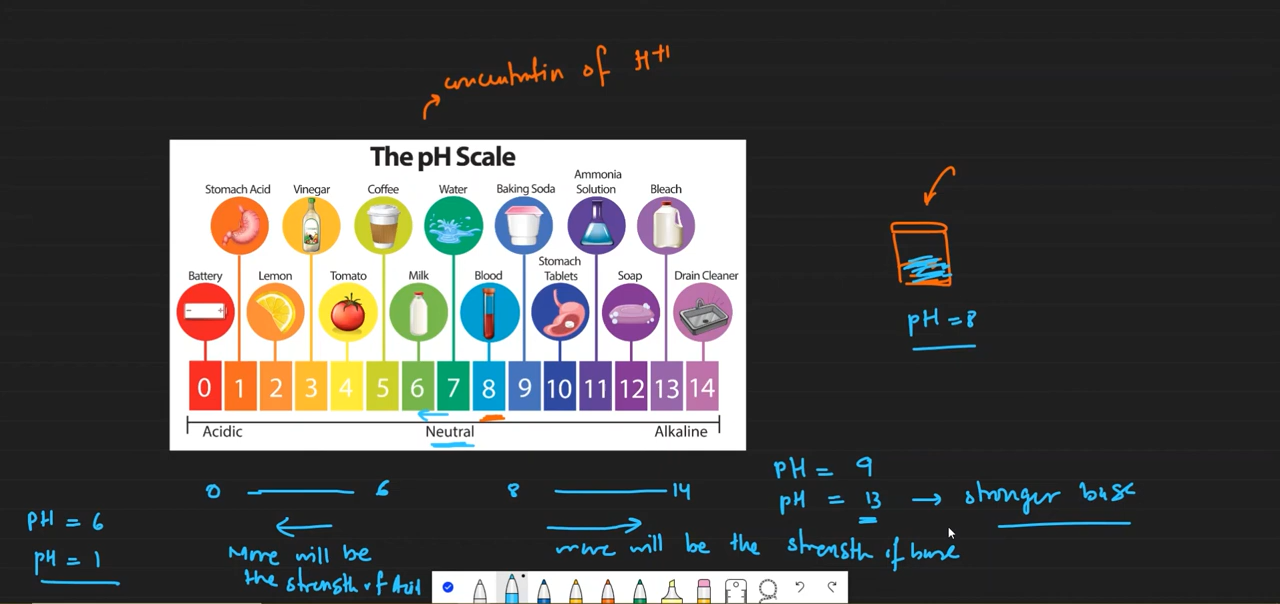 concentratin of H+
The pH Scale
Stomach Acid Vinegar Coffee Water Baking Soda Ammonia Solution Bleach
Battery Lemon Tomato Milk Blood Stomach Tablets Soap Drain Cleaner
0 1 2 3 4 5 6 7 8 9 10 11 12 13 14
Acidic Neutral Alkaline
pH = 8
0 6 8 14
pH = 9
pH = 13 → stronger base
pH = 6
pH = 1
More will be
the strength of Acid
more will be the strength of base